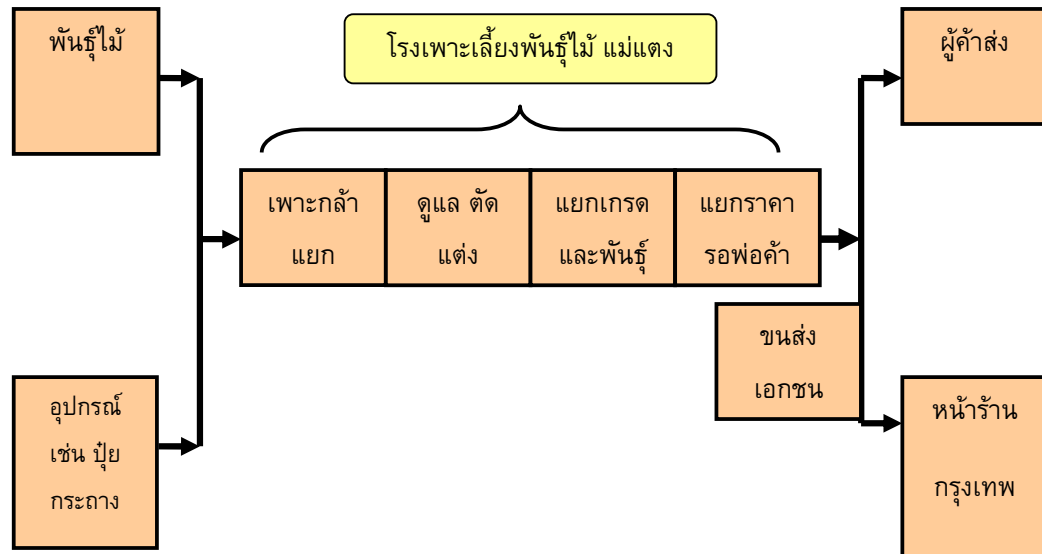 พันธุ์ไม้
โรงเพาะเลี้ยงพันธุ์ไม้ แม่แตง
ผู้ค้าส่ง
เพาะกล้า
แยก
ดูแล ตัด
แต่ง
แยกเกรด
และพันธุ์
แยกราคา
รอพ่อค้า
ขนส่ง
เอกชน
อุปกรณ์
เช่น ปุ๋ย
กระถาง
หน้าร้าน
กรุงเทพ